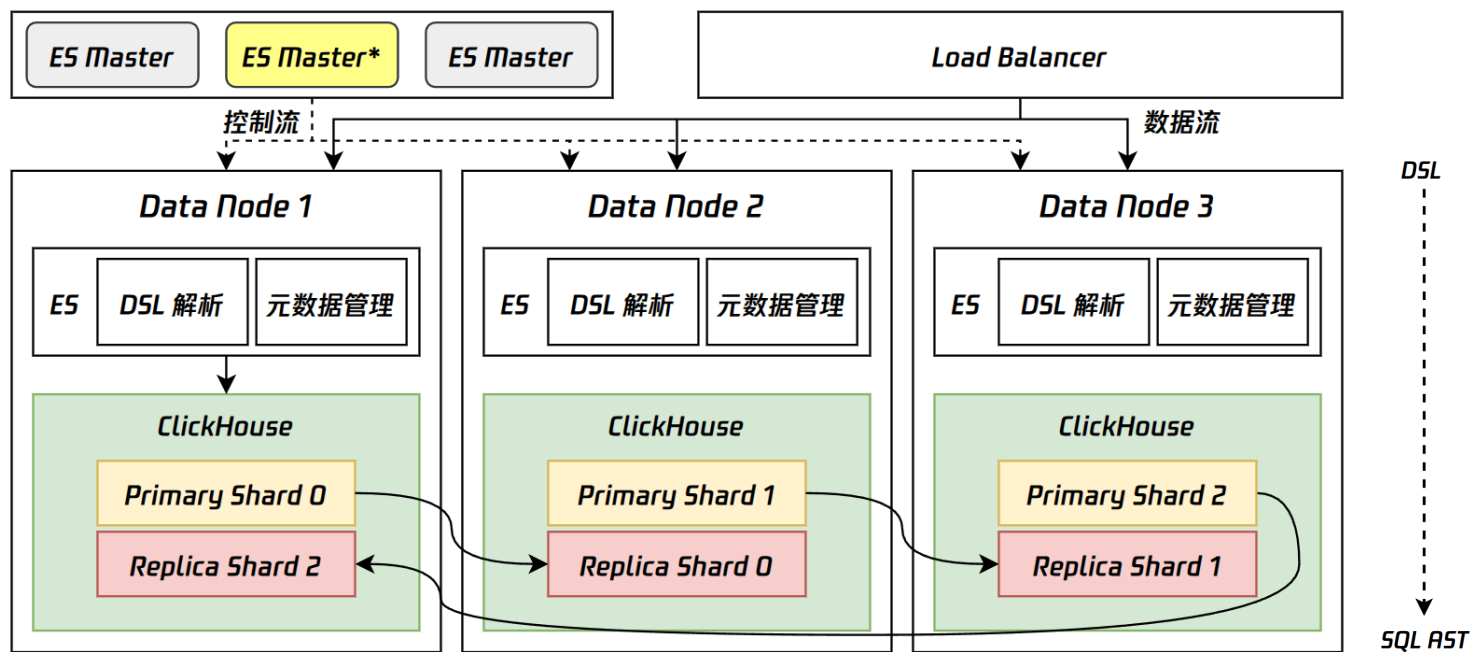 ES Master
ES Master*
ES Master
Load Balancer
控制流
数据流
Data Node 1
ES
DSL 解析
元数据管理
ClickHouse
Primary Shard 0
Replica Shard 2
Data Node 2
ES
DSL 解析
元数据管理
ClickHouse
Primary Shard 1
Replica Shard 0
Data Node 3
ES
DSL 解析
元数据管理
ClickHouse
Primary Shard 2
Replica Shard 1
DSL
SQL AST